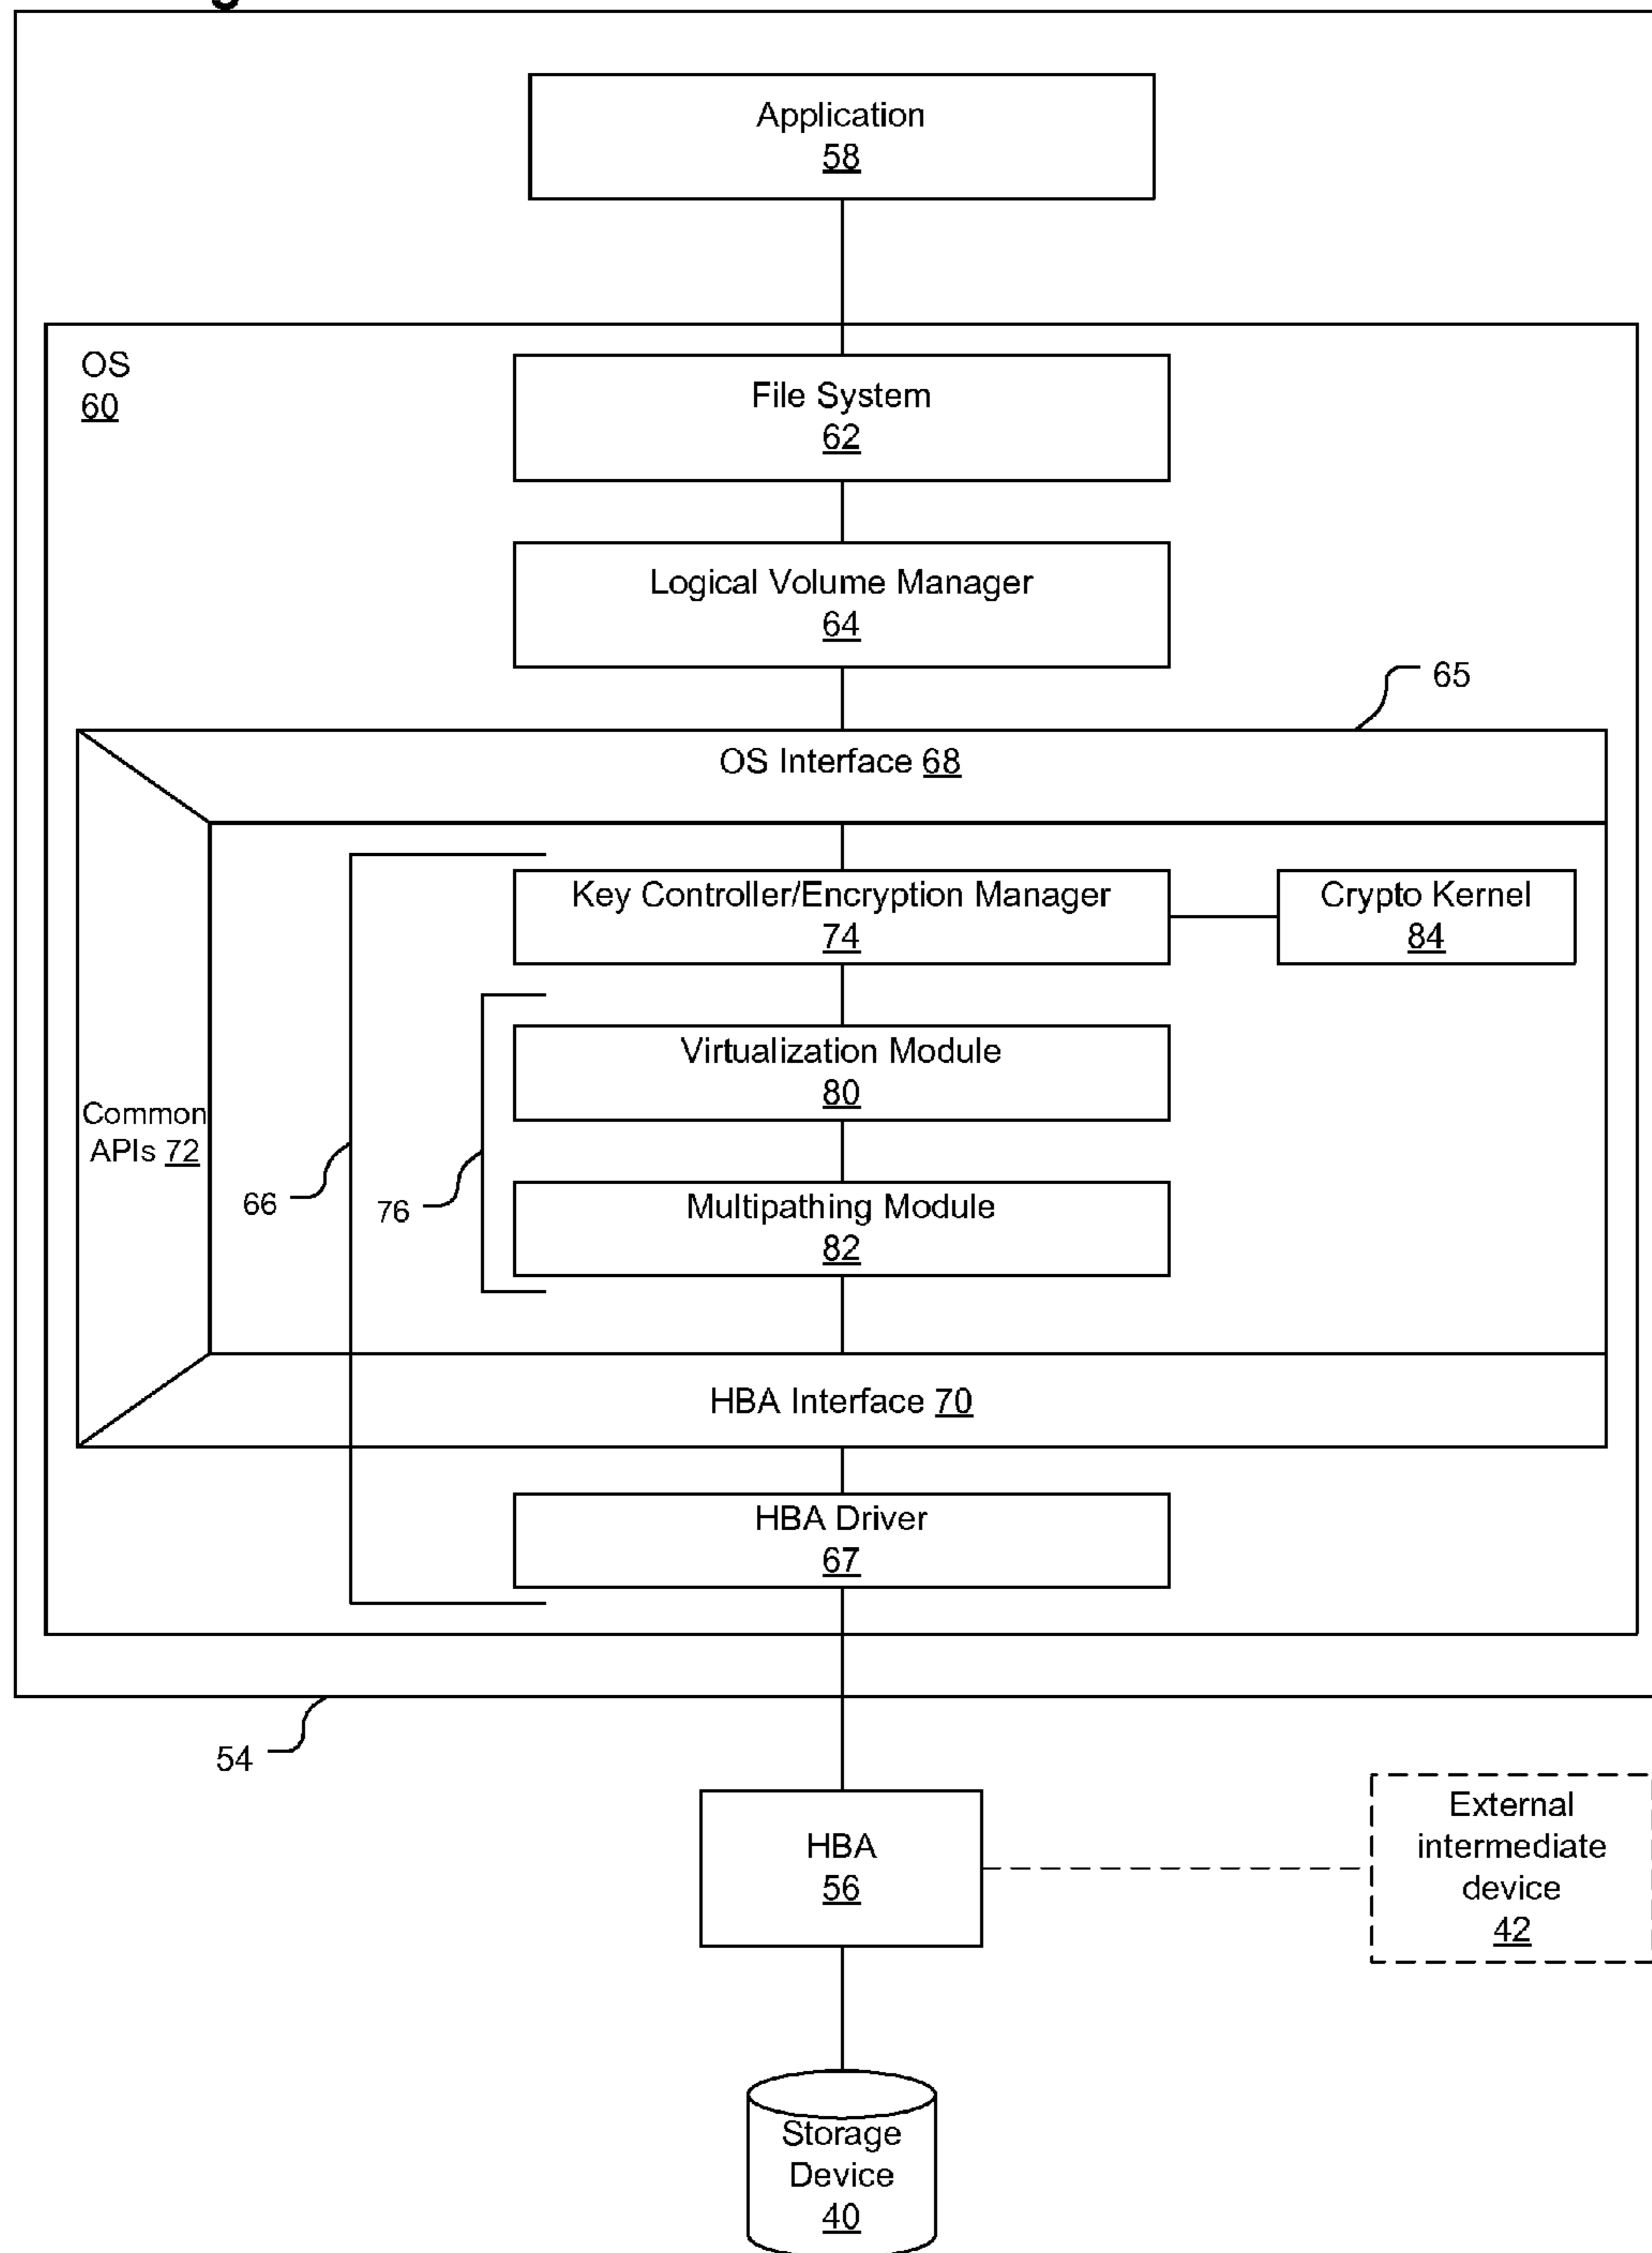 Application
58
OS
60
File System
62
Logical Volume Manager
64
65
OS Interface 68
Key Controller/Encryption Manager
74
Crypto Kernel
84
Virtualization Module
80
Common
APIs 72
66
76
Multipathing Module
82
HBA Interface 70
HBA Driver
67
54
HBA
56
External
intermediate
device
42
Storage
Device
40